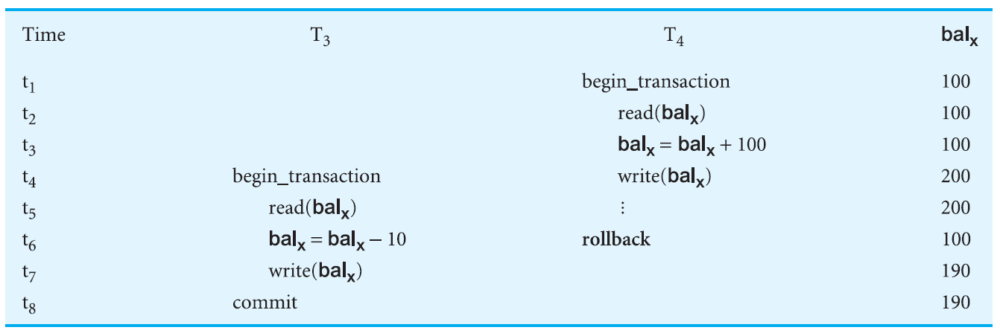 Time T₃ T₄ balₓ
t₁ begin_transaction 100
t₂ read(balₓ) 100
t₃ balₓ = balₓ + 100 100
t₄ begin_transaction write(balₓ) 200
t₅ read(balₓ) ⋮ 200
t₆ balₓ = balₓ – 10 rollback 100
t₇ write(balₓ) 190
t₈ commit 190